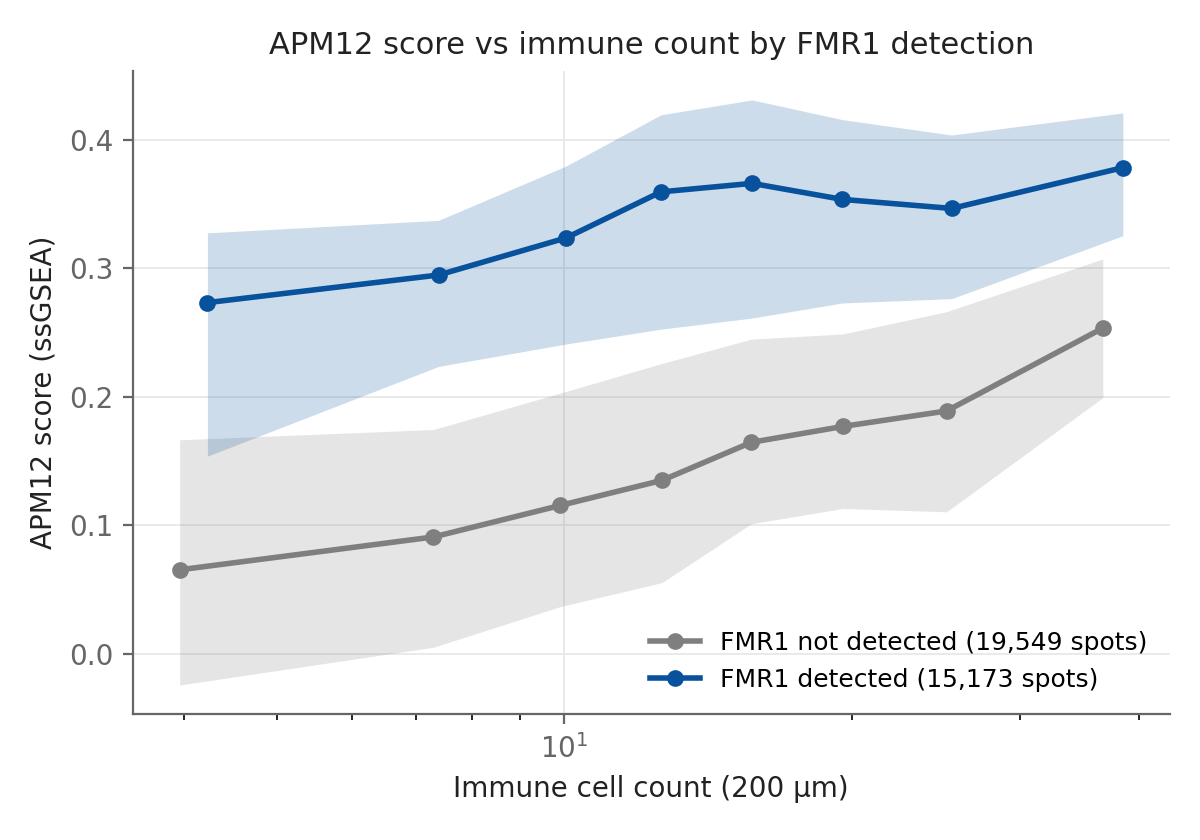 APM12 score vs immune count by FMR1 detection
APM12 score (ssGSEA)
0.4
0.3
0.2
0.1
0.0
FMR1 not detected (19,549 spots)
FMR1 detected (15,173 spots)
10¹
Immune cell count (200 µm)